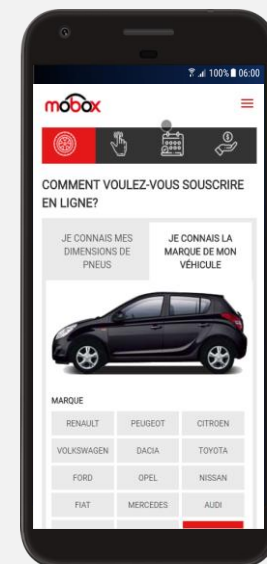 100% 06:00
mobox
COMMENT VOULEZ-VOUS SOUSCRIRE
EN LIGNE?
JE CONNAIS MES
DIMENSIONS DE
PNEUS
JE CONNAIS LA
MARQUE DE MON
VÉHICULE
MARQUE
RENAULT PEUGEOT CITROEN
VOLKSWAGEN DACIA TOYOTA
FORD OPEL NISSAN
FIAT MERCEDES AUDI